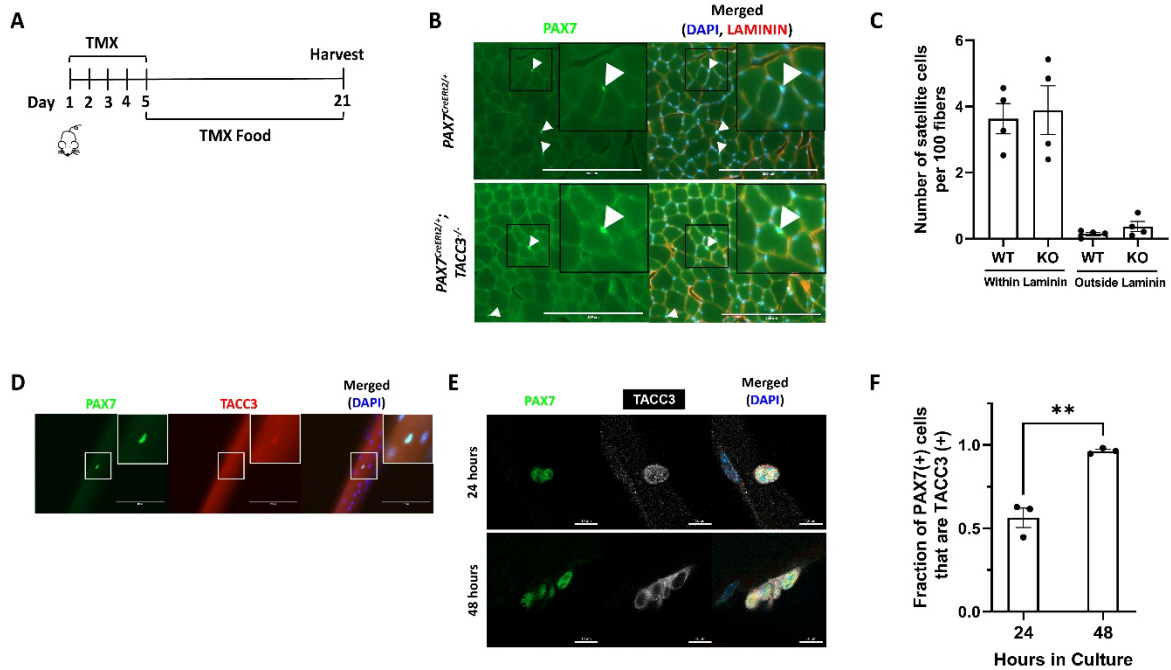 A
TMX
Harvest
Day 1 2 3 4 5 21
TMX Food
B
PAX7
Merged
(DAPI, LAMININ)
PAX7CreERt2/+
PAX7CreERt2/+;
TACC3-/-
C
Number of satellite cells
per 100 fibers
6
4
2
0
WT KO WT KO
Within Laminin Outside Laminin
D
PAX7 TACC3 Merged
(DAPI)
E
PAX7 TACC3 Merged
(DAPI)
24 hours
48 hours
F
Fraction of PAX7(+) cells
that are TACC3 (+)
**
1.0
0.5
0.0
24 48
Hours in Culture